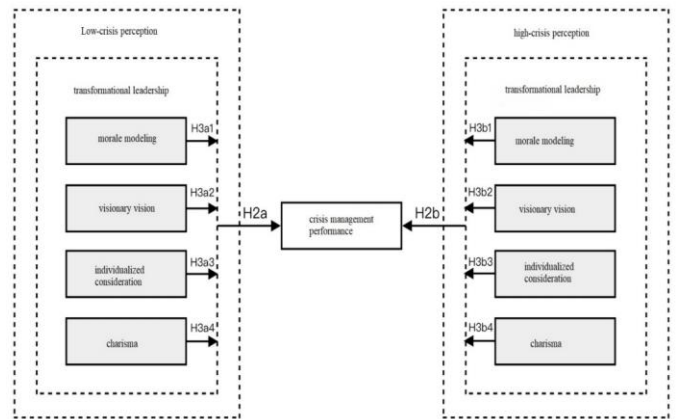 Low-crisis perception
transformational leadership
H3a1
morale modeling
H3a2
visionary vision
H3a3
individualized
consideration
H3a4
charisma
H2a
crisis management
performance
H2b
high-crisis perception
transformational leadership
H3b1
morale modeling
H3b2
visionary vision
H3b3
individualized
consideration
H3b4
charisma